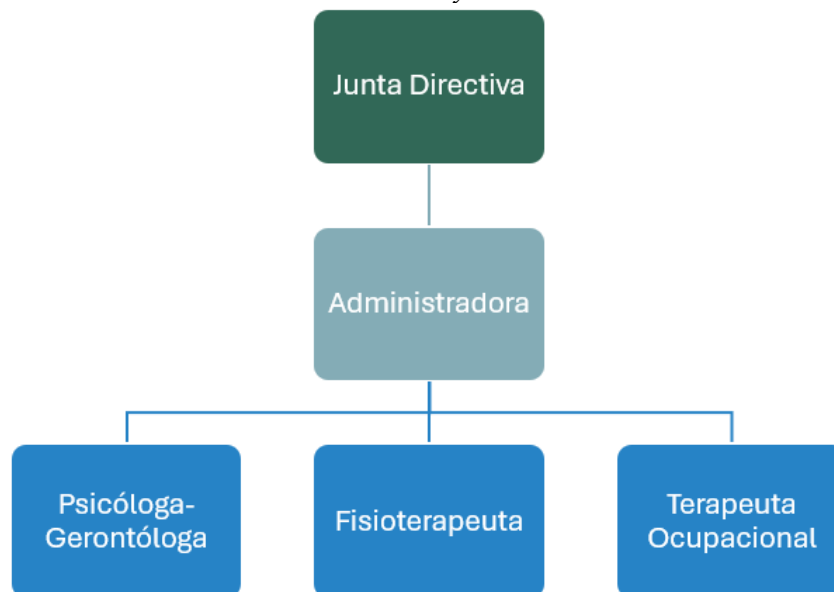 Junta Directiva
Administradora
Psicóloga-
Gerontóloga
Fisioterapeuta
Terapeuta
Ocupacional